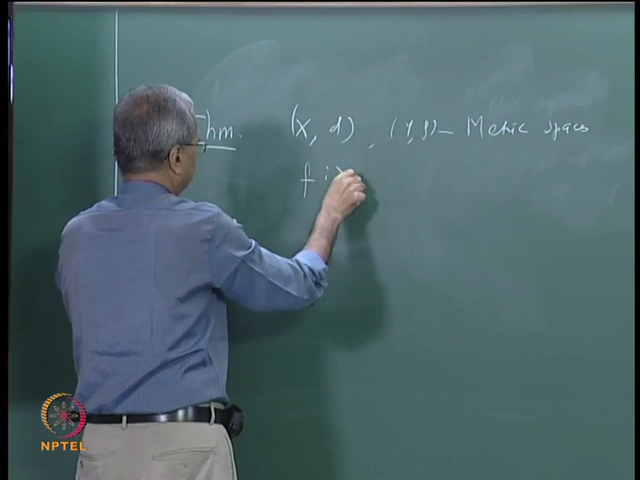 Thm. (X, d), (Y, ρ) - Metric spaces
f : X
NPTEL